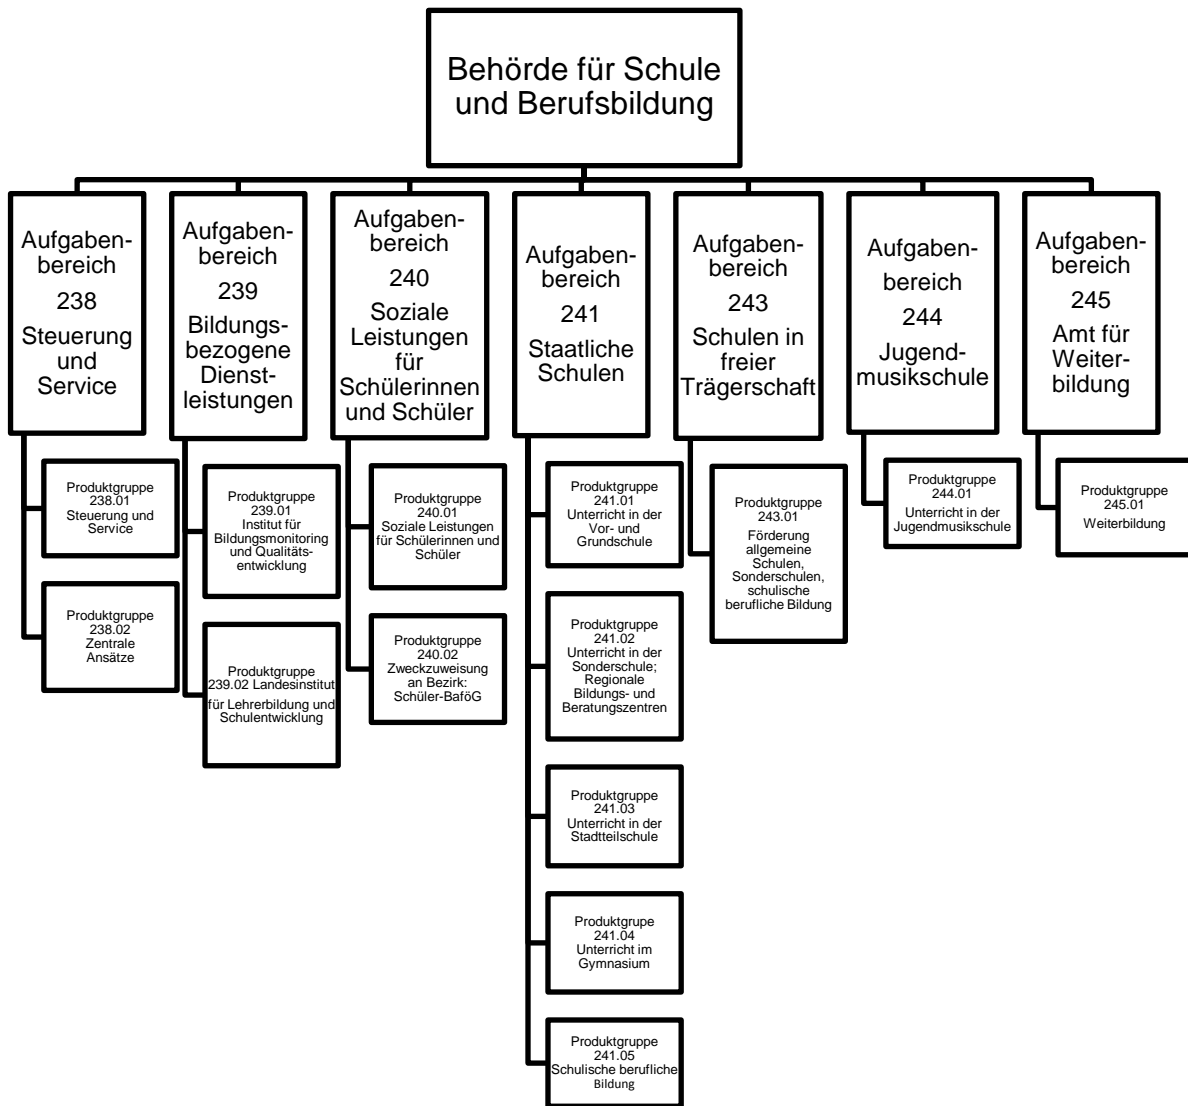 Behörde für Schule
und Berufsbildung
Aufgaben-
bereich
238
Steuerung
und
Service
Aufgaben-
bereich
239
Bildungs-
bezogene
Dienst-
leistungen
Aufgaben-
bereich
240
Soziale
Leistungen
für
Schülerinnen
und Schüler
Aufgaben-
bereich
241
Staatliche
Schulen
Aufgaben-
bereich
243
Schulen in
freier
Trägerschaft
Aufgaben-
bereich
244
Jugend-
musikschule
Aufgaben-
bereich
245
Amt für
Weiter-
bildung
Produktgruppe
238.01
Steuerung und
Service
Produktgruppe
238.02
Zentrale
Ansätze
Produktgruppe
239.01
Institut für
Bildungsmonitoring
und Qualitäts-
entwicklung
Produktgruppe
239.02 Landesinstitut
für Lehrerbildung und
Schulentwicklung
Produktgruppe
240.01
Soziale Leistungen
für Schülerinnen und
Schüler
Produktgruppe
240.02
Zweckzuweisung
an Bezirk:
Schüler-BaföG
Produktgruppe
241.01
Unterricht in der
Vor- und
Grundschule
Produktgruppe
241.02
Unterricht in der
Sonderschule;
Regionale
Bildungs- und
Beratungszentren
Produktgruppe
241.03
Unterricht in der
Stadtteilschule
Produktgrupe
241.04
Unterricht im
Gymnasium
Produktgruppe
241.05
Schulische berufliche
Bildung
Produktgruppe
243.01
Förderung
allgemeine
Schulen,
Sonderschulen,
schulische
berufliche Bildung
Produktgruppe
244.01
Unterricht in der
Jugendmusikschule
Produktgruppe
245.01
Weiterbildung